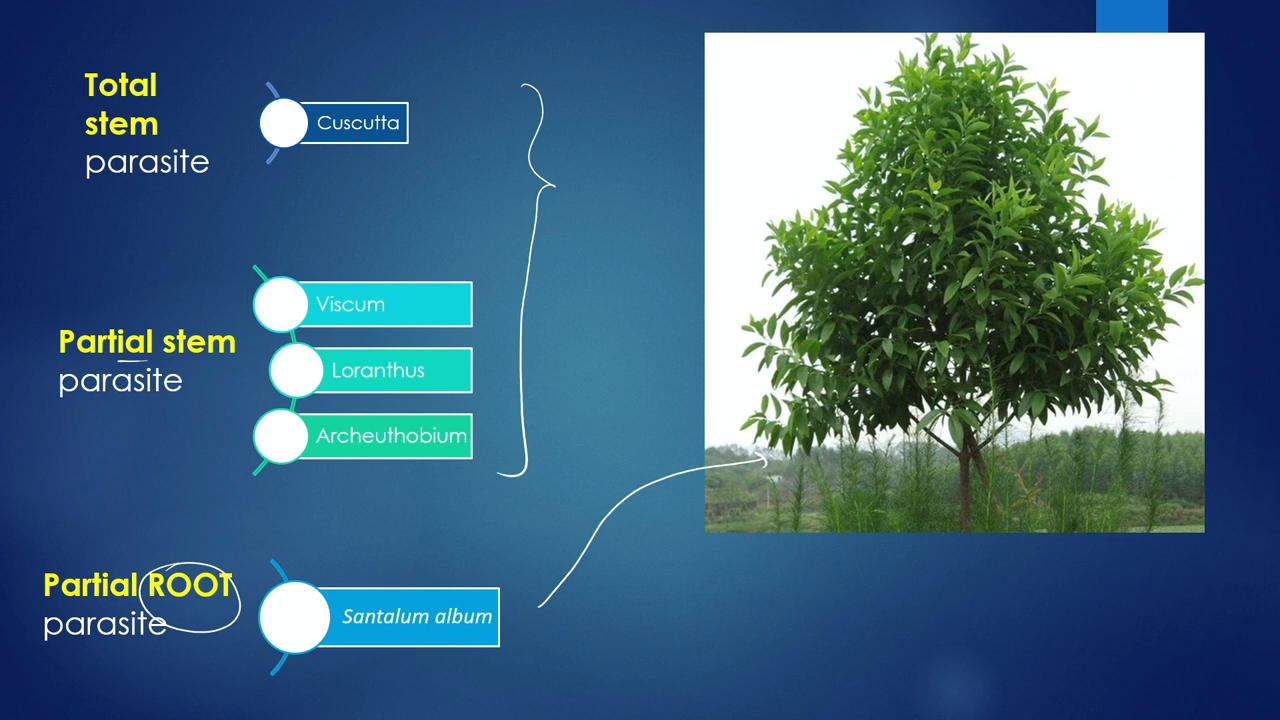 Total
stem
parasite
Cuscutta
Partial stem
parasite
Viscum
Loranthus
Archeuthobium
Partial ROOT
parasite
Santalum album